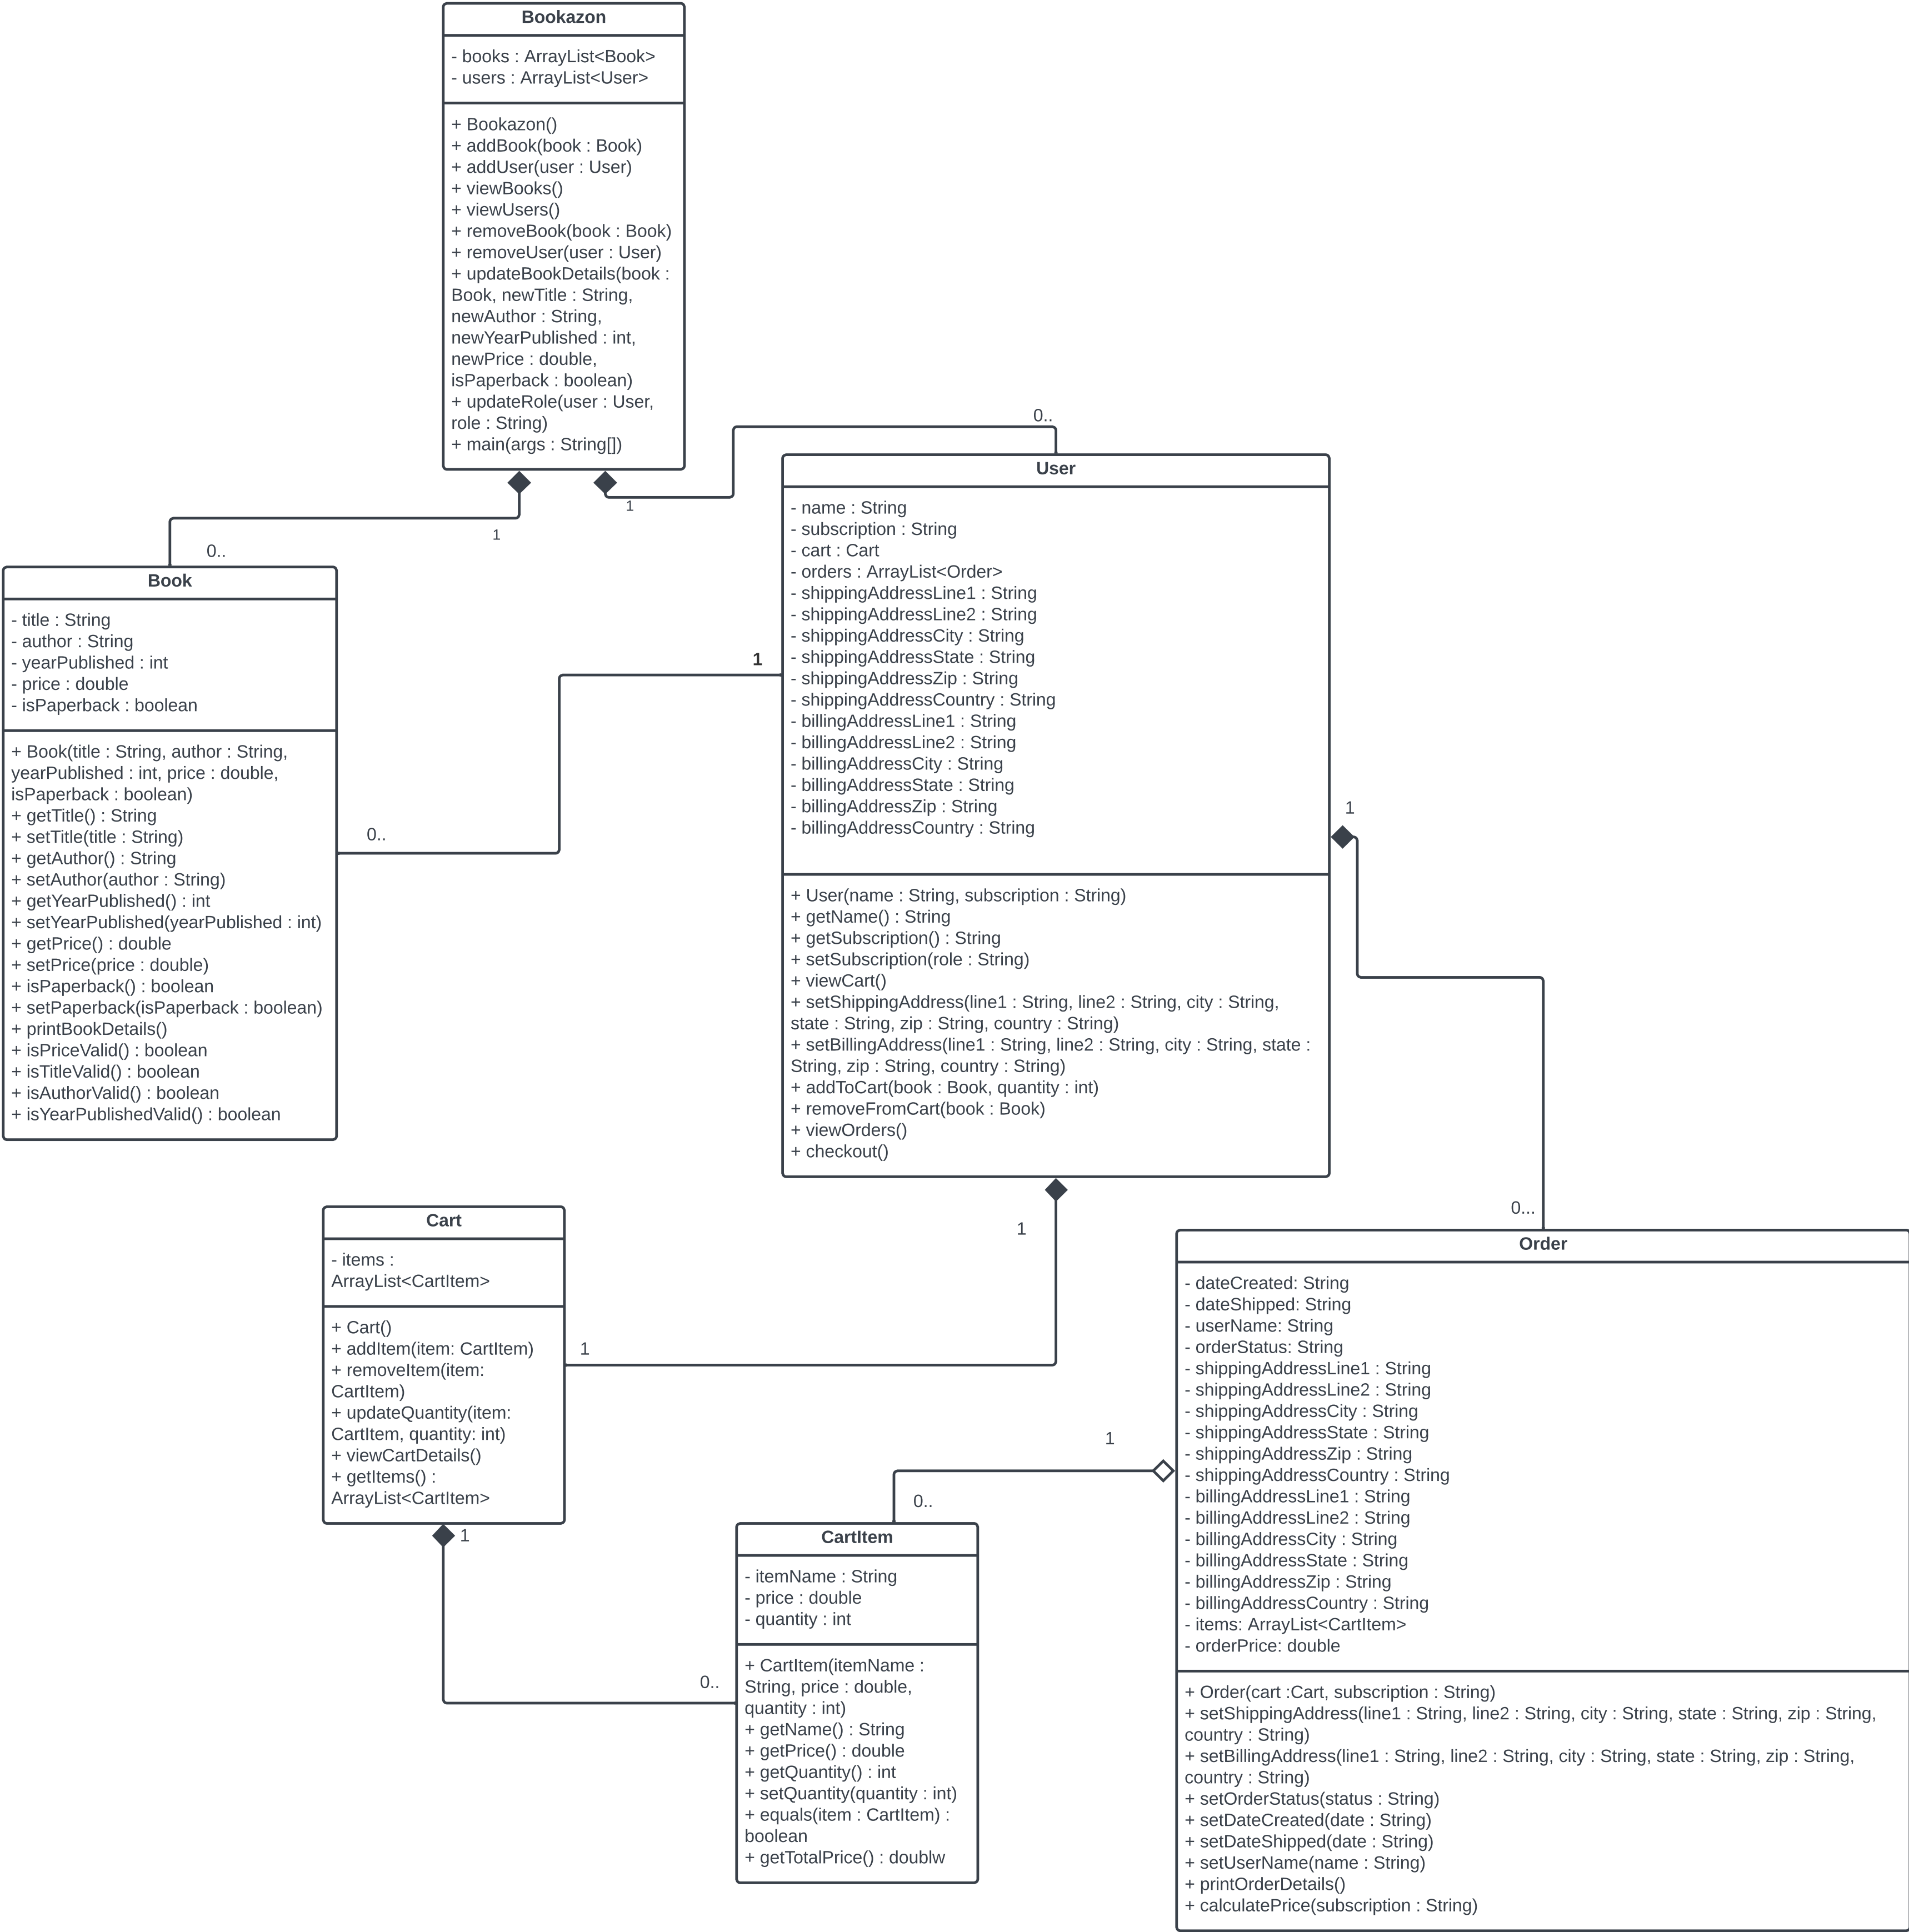 Bookazon
- books : ArrayList<Book>
- users : ArrayList<User>
+ Bookazon()
+ addBook(book : Book)
+ addUser(user : User)
+ viewBooks()
+ viewUsers()
+ removeBook(book : Book)
+ removeUser(user : User)
+ updateBookDetails(book :
Book, newTitle : String,
newAuthor : String,
newYearPublished : int,
newPrice : double,
isPaperback : boolean)
+ updateRole(user : User,
role : String)
+ main(args : String[])
1
0..
1
0..
Book
- title : String
- author : String
- yearPublished : int
- price : double
- isPaperback : boolean
+ Book(title : String, author : String,
yearPublished : int, price : double,
isPaperback : boolean)
+ getTitle() : String
+ setTitle(title : String)
+ getAuthor() : String
+ setAuthor(author : String)
+ getYearPublished() : int
+ setYearPublished(yearPublished : int)
+ getPrice() : double
+ setPrice(price : double)
+ isPaperback() : boolean
+ setPaperback(isPaperback : boolean)
+ printBookDetails()
+ isPriceValid() : boolean
+ isTitleValid() : boolean
+ isAuthorValid() : boolean
+ isYearPublishedValid() : boolean
0..
1
User
- name : String
- subscription : String
- cart : Cart
- orders : ArrayList<Order>
- shippingAddressLine1 : String
- shippingAddressLine2 : String
- shippingAddressCity : String
- shippingAddressState : String
- shippingAddressZip : String
- shippingAddressCountry : String
- billingAddressLine1 : String
- billingAddressLine2 : String
- billingAddressCity : String
- billingAddressState : String
- billingAddressZip : String
- billingAddressCountry : String
+ User(name : String, subscription : String)
+ getName() : String
+ getSubscription() : String
+ setSubscription(role : String)
+ viewCart()
+ setShippingAddress(line1 : String, line2 : String, city : String,
state : String, zip : String, country : String)
+ setBillingAddress(line1 : String, line2 : String, city : String, state :
String, zip : String, country : String)
+ addToCart(book : Book, quantity : int)
+ removeFromCart(book : Book)
+ viewOrders()
+ checkout()
1
0...
1
1
Cart
- items :
ArrayList<CartItem>
+ Cart()
+ addItem(item: CartItem)
+ removeItem(item:
CartItem)
+ updateQuantity(item:
CartItem, quantity: int)
+ viewCartDetails()
+ getItems() :
ArrayList<CartItem>
1
0..
1
0..
CartItem
- itemName : String
- price : double
- quantity : int
+ CartItem(itemName :
String, price : double,
quantity : int)
+ getName() : String
+ getPrice() : double
+ getQuantity() : int
+ setQuantity(quantity : int)
+ equals(item : CartItem) :
boolean
+ getTotalPrice() : doublw
Order
- dateCreated: String
- dateShipped: String
- userName: String
- orderStatus: String
- shippingAddressLine1 : String
- shippingAddressLine2 : String
- shippingAddressCity : String
- shippingAddressState : String
- shippingAddressZip : String
- shippingAddressCountry : String
- billingAddressLine1 : String
- billingAddressLine2 : String
- billingAddressCity : String
- billingAddressState : String
- billingAddressZip : String
- billingAddressCountry : String
- items: ArrayList<CartItem>
- orderPrice: double
+ Order(cart :Cart, subscription : String)
+ setShippingAddress(line1 : String, line2 : String, city : String, state : String, zip : String,
country : String)
+ setBillingAddress(line1 : String, line2 : String, city : String, state : String, zip : String,
country : String)
+ setOrderStatus(status : String)
+ setDateCreated(date : String)
+ setDateShipped(date : String)
+ setUserName(name : String)
+ printOrderDetails()
+ calculatePrice(subscription : String)